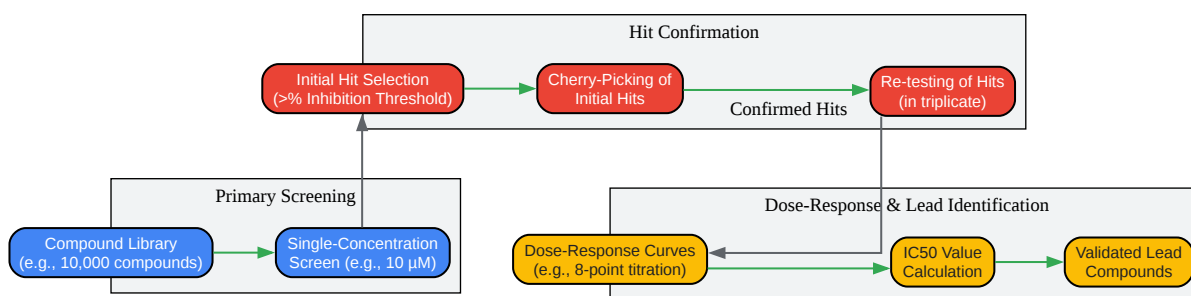 Hit Confirmation
Initial Hit Selection
(>% Inhibition Threshold)
Cherry-Picking of
Initial Hits
Re-testing of Hits
(in triplicate)
Confirmed Hits
Primary Screening
Compound Library
(e.g., 10,000 compounds)
Single-Concentration
Screen (e.g., 10 µM)
Dose-Response & Lead Identification
Dose-Response Curves
(e.g., 8-point titration)
IC50 Value
Calculation
Validated Lead
Compounds